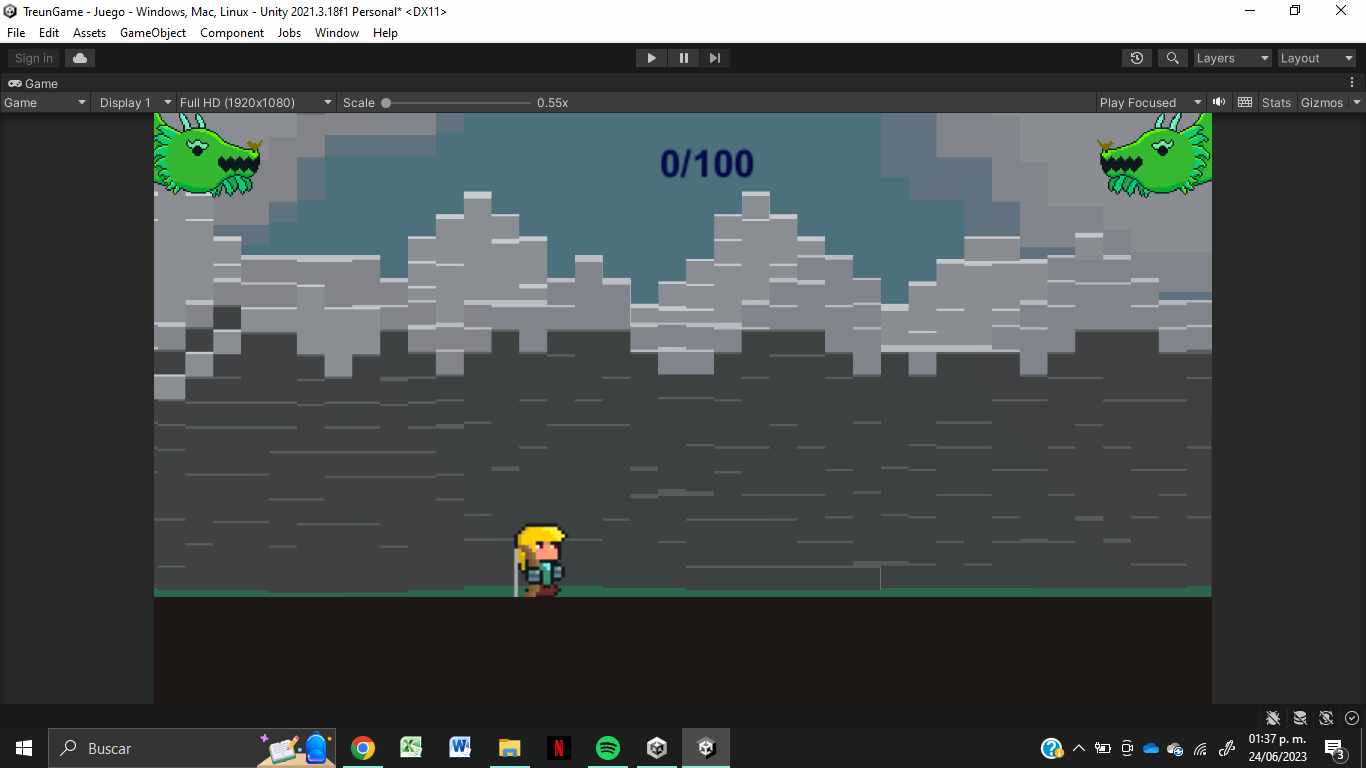 TreunGame - Juego - Windows, Mac, Linux - Unity 2021.3.18f1 Personal* <DX11>
File Edit Assets GameObject Component Jobs Window Help
Sign in Layers Layout
Game
Game Display 1 Full HD (1920x1080) Scale 0.55x Play Focused Stats Gizmos
0/100
Buscar
01:37 p. m.
24/06/2023
3